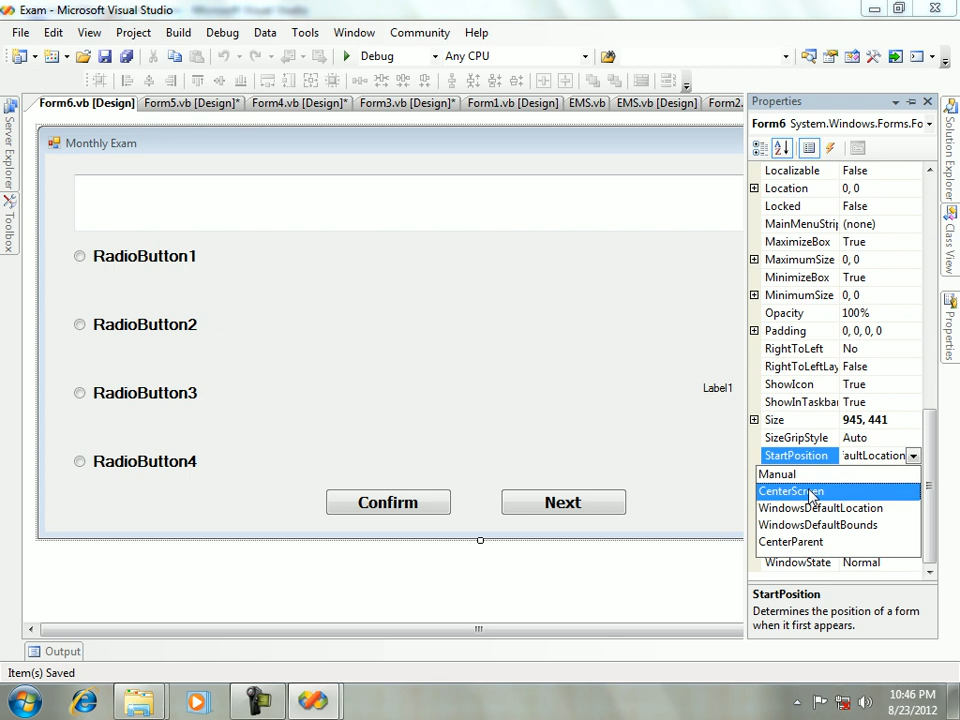 Exam - Microsoft Visual Studio
File Edit View Project Build Debug Data Tools Window Community Help
Debug Any CPU
Form6.vb [Design] Form5.vb [Design]* Form4.vb [Design]* Form3.vb [Design]* Form1.vb [Design] EMS.vb EMS.vb [Design] Form2.
Server Explorer
Toolbox
Monthly Exam
RadioButton1
RadioButton2
RadioButton3
Label1
RadioButton4
Confirm Next
Properties
Form6 System.Windows.Forms.Fo
Localizable False
Location 0, 0
Locked False
MainMenuStrip (none)
MaximizeBox True
MaximumSize 0, 0
MinimizeBox True
MinimumSize 0, 0
Opacity 100%
Padding 0, 0, 0, 0
RightToLeft No
RightToLeftLay False
ShowIcon True
ShowInTaskbar True
Size 945, 441
SizeGripStyle Auto
StartPosition aultLocation
Manual
CenterScreen
WindowsDefaultLocation
WindowsDefaultBounds
CenterParent
WindowState Normal
StartPosition
Determines the position of a form
when it first appears.
Solution Explorer
Class View
Properties
Output
Item(s) Saved
10:46 PM
8/23/2012